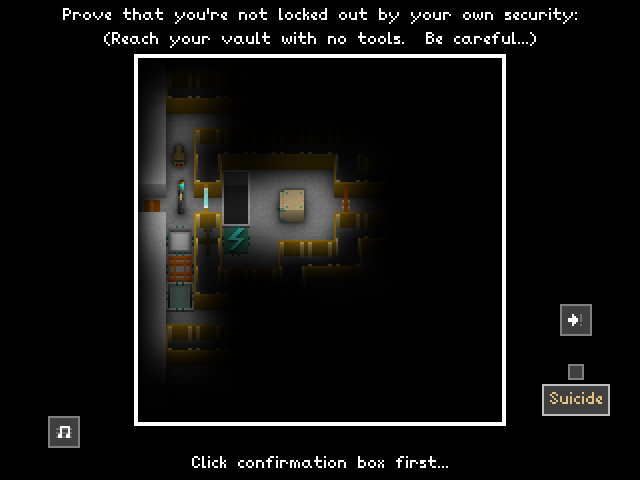 Prove that you're not locked out by your own security:
(Reach your vault with no tools.  Be careful...)
Suicide
Click confirmation box first...